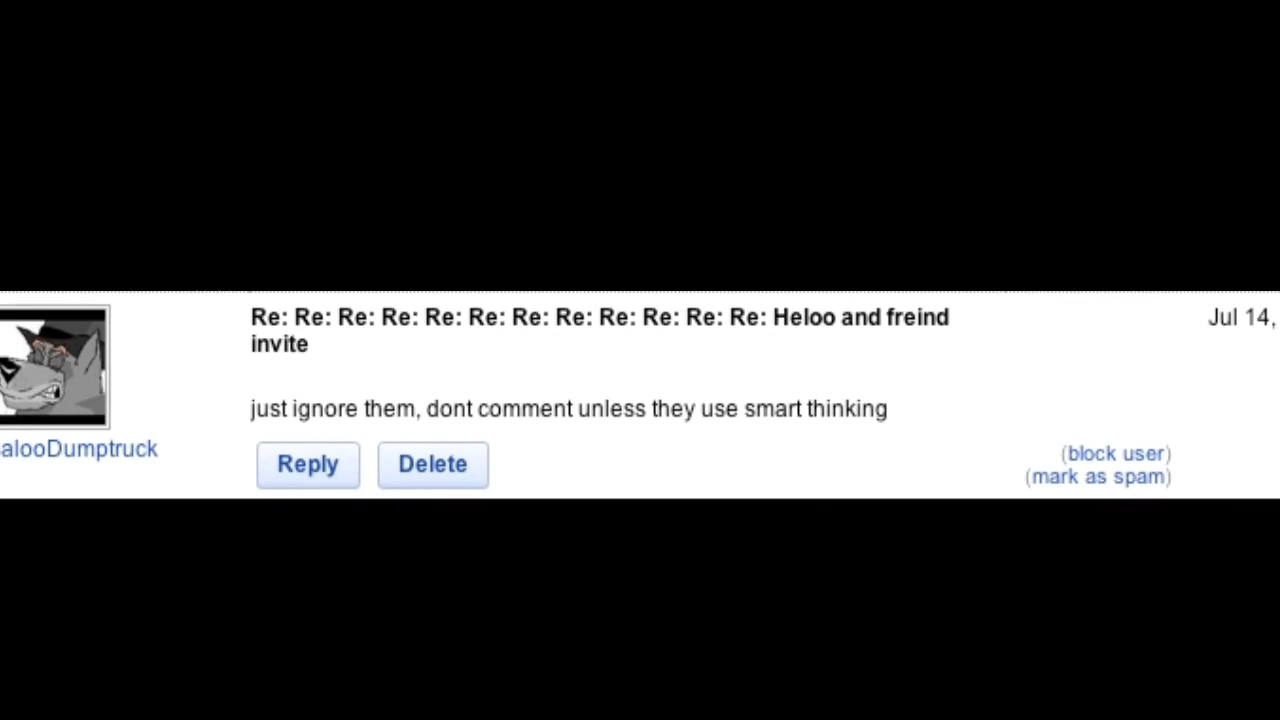 Re: Re: Re: Re: Re: Re: Re: Re: Re: Re: Re: Re: Heloo and freind
invite
Jul 14,
just ignore them, dont comment unless they use smart thinking
alooDumptruck
Reply
Delete
(block user)
(mark as spam)